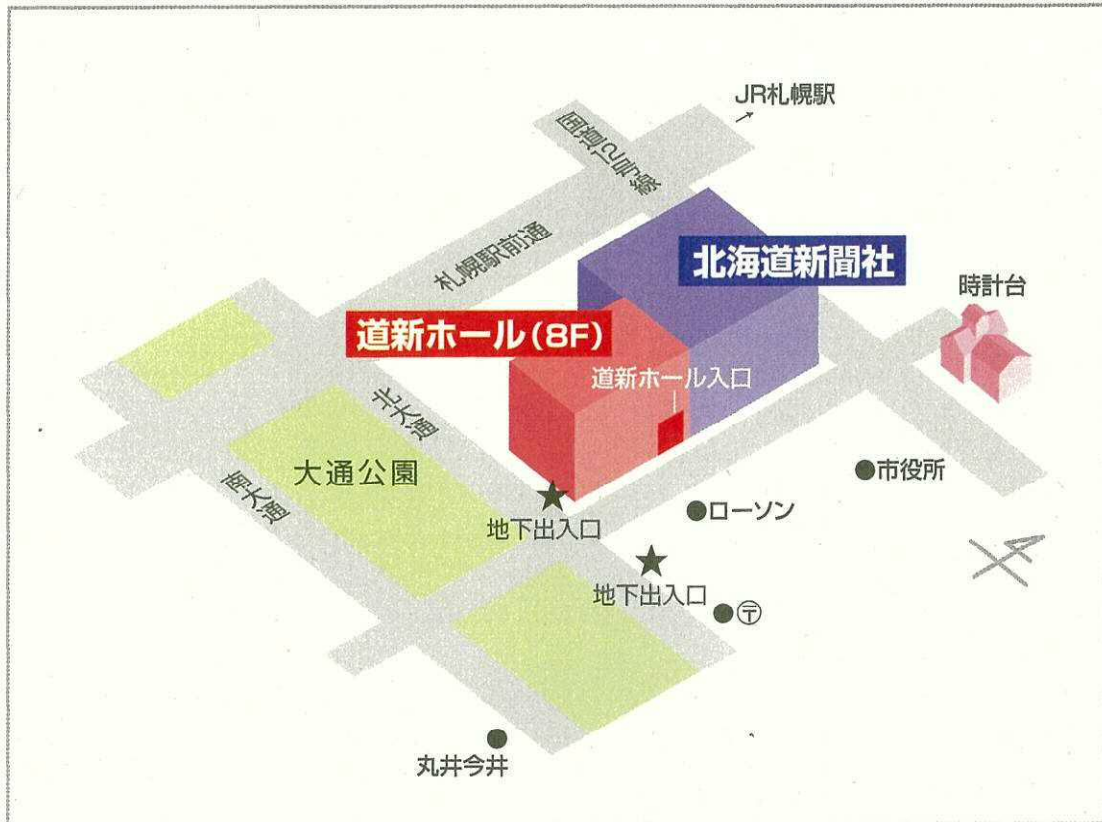 JR札幌駅
国道12号線
札幌駅前通
北海道新聞社
時計台
道新ホール(8F)
道新ホール入口
北大通
大通公園
南大通
市役所
ローソン
地下出入口
地下出入口
〒
丸井今井